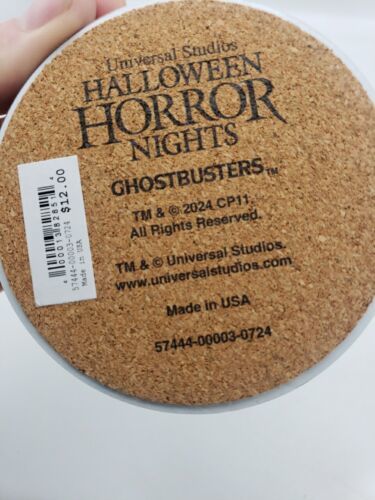 Universal Studios
HALLOWEEN
HORROR
NIGHTS
GHOSTBUSTERS™
TM & © 2024 CP11.
All Rights Reserved.
TM & © Universal Studios.
www.universalstudios.com
Made in USA
57444-00003-0724
$12.00
57444-00003-0724
Made in USA